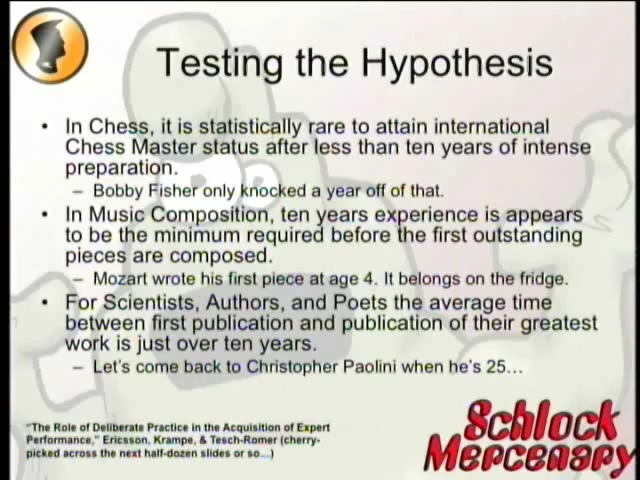 Testing the Hypothesis
• In Chess, it is statistically rare to attain international
Chess Master status after less than ten years of intense
preparation.
– Bobby Fisher only knocked a year off of that.
• In Music Composition, ten years experience is appears
to be the minimum required before the first outstanding
pieces are composed.
– Mozart wrote his first piece at age 4. It belongs on the fridge.
• For Scientists, Authors, and Poets the average time
between first publication and publication of their greatest
work is just over ten years.
– Let's come back to Christopher Paolini when he's 25…
"The Role of Deliberate Practice in the Acquisition of Expert
Performance," Ericsson, Krampe, & Tesch-Romer (cherry-
picked across the next half-dozen slides or so…)
Schlock
Mercenary